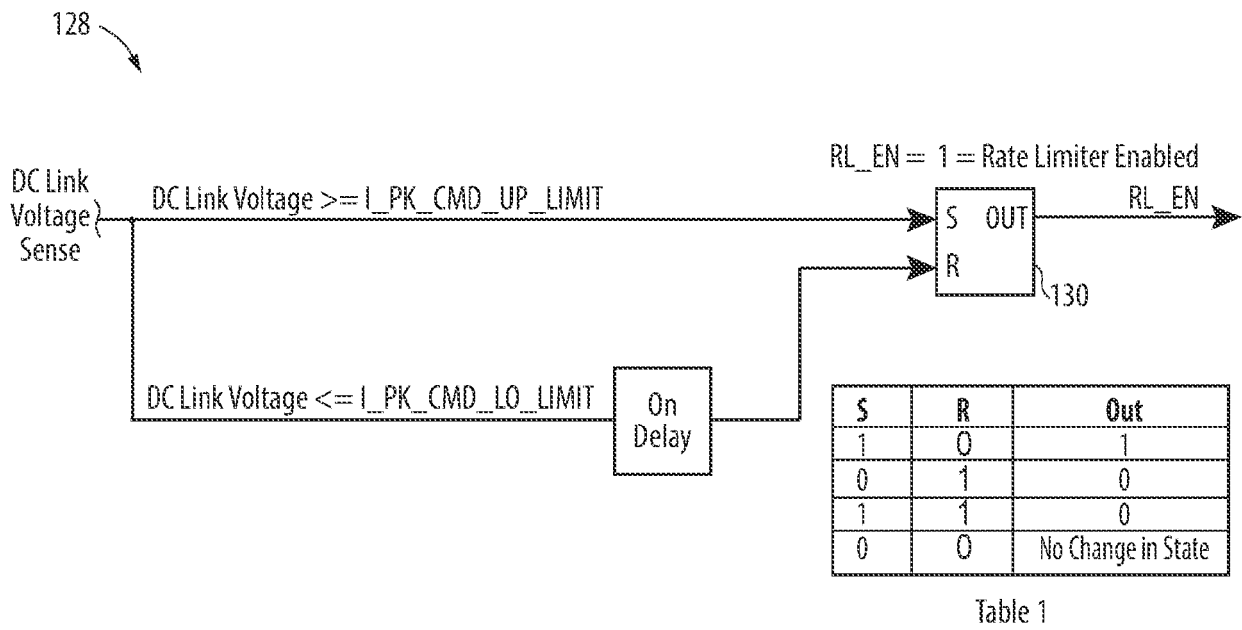 128
RL_EN = 1 = Rate Limiter Enabled
DC Link
Voltage
Sense
DC Link Voltage >= I_PK_CMD_UP_LIMIT
S OUT
R
RL_EN
130
DC Link Voltage <= I_PK_CMD_LO_LIMIT
On
Delay
S R Out
1 0 1
0 1 0
1 1 0
0 0 No Change in State
Table 1